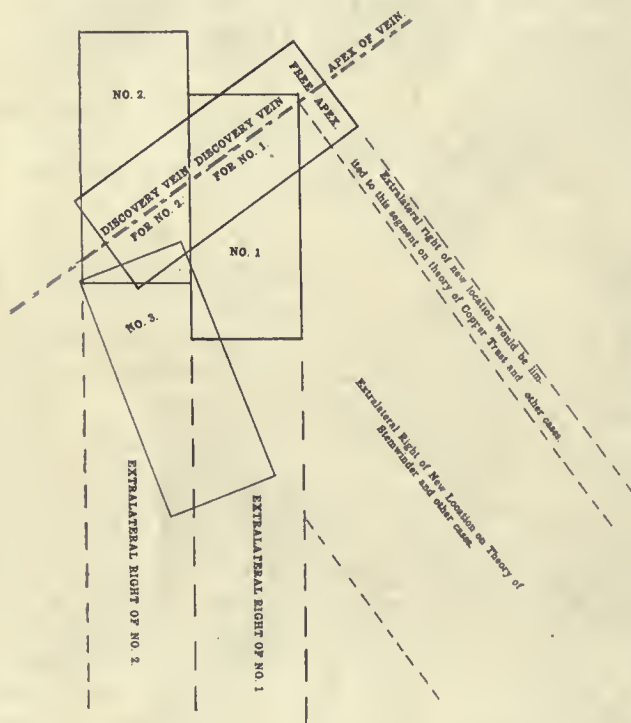 APEX OF VEIN.
FREE APEX.
NO. 2.
DISCOVERY VEIN
FOR NO. 1.
DISCOVERY VEIN
FOR NO. 2.
NO. 1
NO. 3.
Extralateral right of new location would be lim-
ited to this segment on theory of Copper Trust and other cases.
Extralateral Right of New Location on Theory of
Stemwinder and other cases.
EXTRALATERAL RIGHT OF NO. 2.
EXTRALATERAL RIGHT OF NO. 1